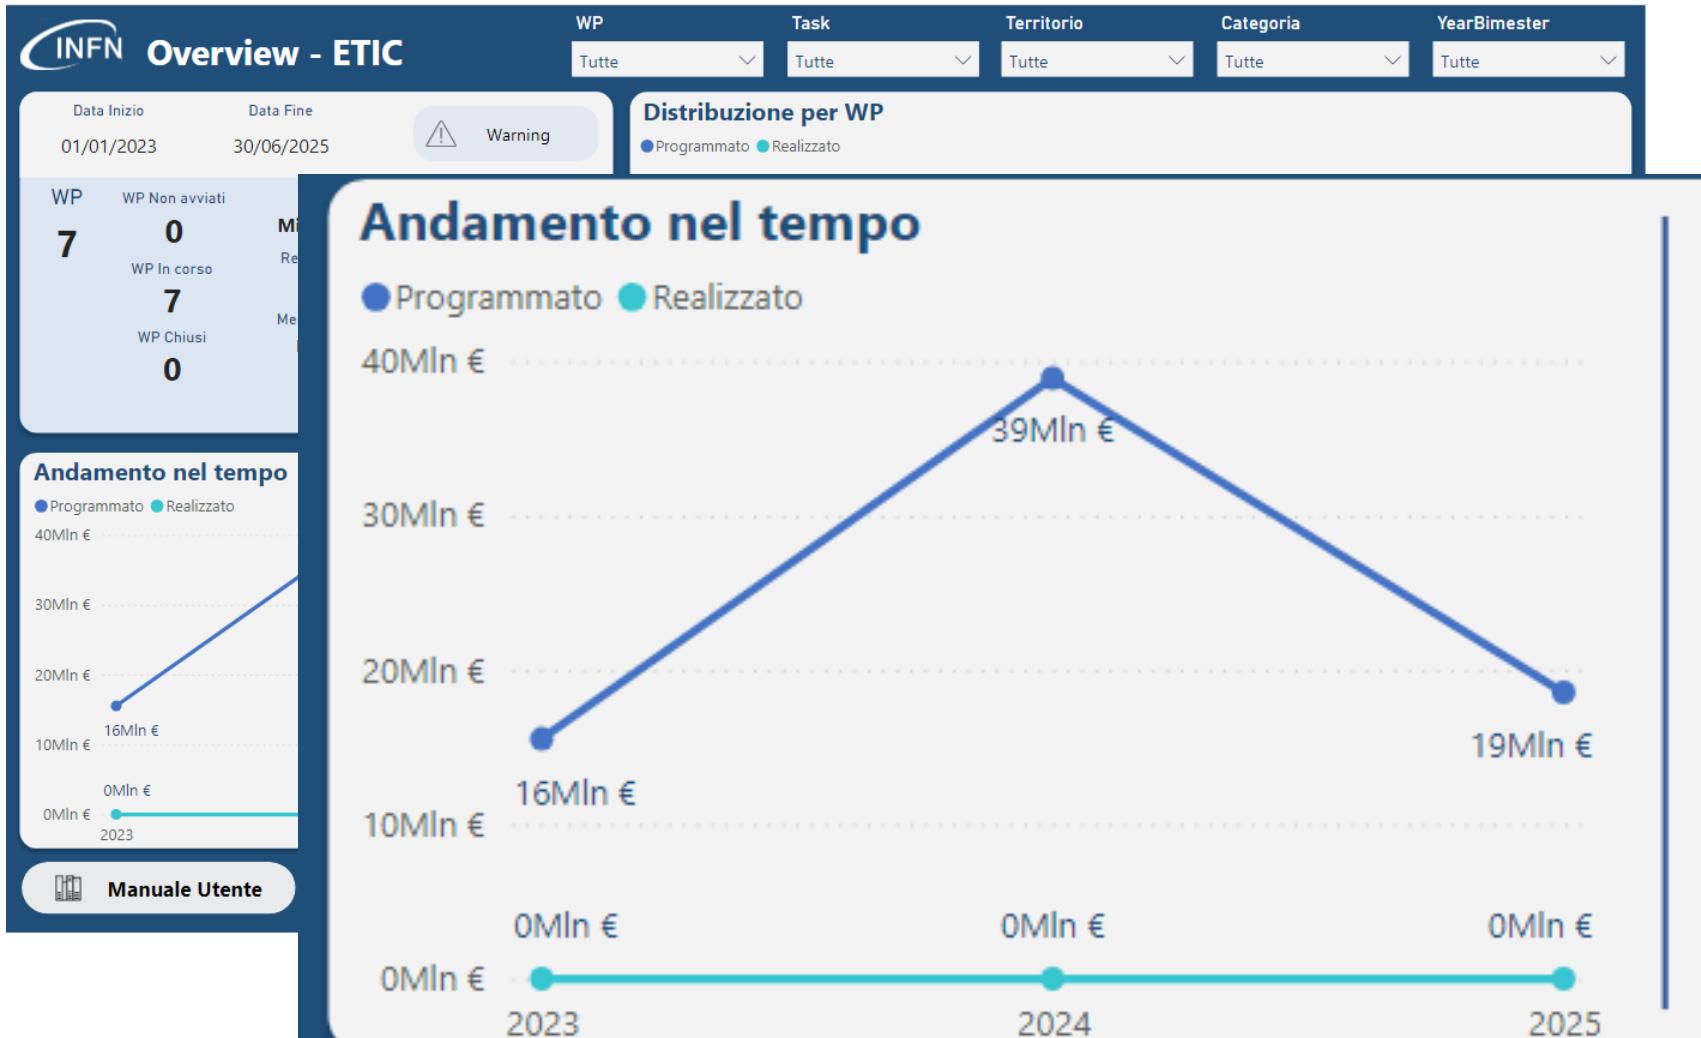 INFN
Overview - ETIC
WP
Task
Territorio
Categoria
YearBimester
Tutte
Tutte
Tutte
Tutte
Tutte
Data Inizio
Data Fine
01/01/2023
30/06/2025
Warning
Distribuzione per WP
Programmato Realizzato
WP
7
WP Non avviati
0
WP In corso
7
WP Chiusi
0
Mi
Re
Me
Andamento nel tempo
Programmato Realizzato
40Mln €
30Mln €
20Mln €
16Mln €
10Mln €
0Mln €
0Mln €
2023
Manuale Utente
Andamento nel tempo
Programmato Realizzato
40Mln €
39Mln €
30Mln €
20Mln €
19Mln €
16Mln €
10Mln €
0Mln € 0Mln € 0Mln €
0Mln €
2023 2024 2025